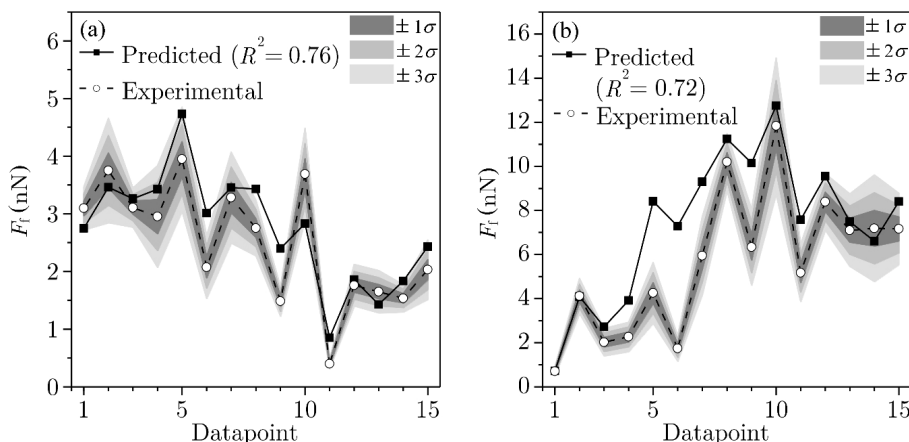 (a)
± 1σ
± 2σ
± 3σ
Predicted (R² = 0.76)
Experimental
6
5
4
3
2
1
0
F_f (nN)
1
5
10
15
Datapoint
(b)
± 1σ
± 2σ
± 3σ
Predicted
(R² = 0.72)
Experimental
16
14
12
10
8
6
4
2
0
F_f (nN)
1
5
10
15
Datapoint